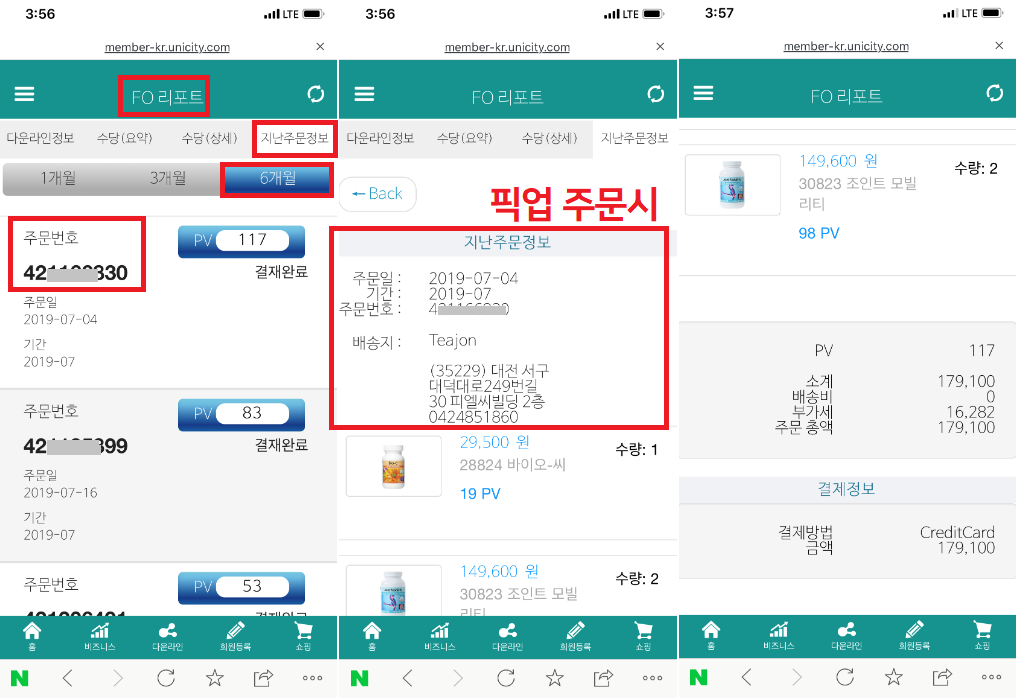 3:56
LTE
member-kr.unicity.com
×
FO 리포트
다운라인정보 수당(요약) 수당(상세) 지난주문정보
1개월 3개월 6개월
주문번호
PV 117
결재완료
주문일
2019-07-04
기간
2019-07
주문번호
PV 83
결재완료
주문일
2019-07-16
기간
2019-07
주문번호
PV 53
홈 비즈니스 다운라인 회원등록 쇼핑
N
3:56
LTE
member-kr.unicity.com
×
FO 리포트
다운라인정보 수당(요약) 수당(상세) 지난주문정보
←Back
픽업 주문시
지난주문정보
주문일 : 2019-07-04
기간 : 2019-07
주문번호 :
배송지 : Teajon
(35229) 대전 서구
대덕대로249번길
30 피엘씨빌딩 2층
0424851860
29,500 원
수량: 1
28824 바이오-씨
19 PV
149,600 원
수량: 2
30823 조인트 모빌
리티
홈 비즈니스 다운라인 회원등록 쇼핑
N
3:57
LTE
member-kr.unicity.com
×
FO 리포트
149,600 원
수량: 2
30823 조인트 모빌
리티
98 PV
PV 117
소계 179,100
배송비 0
부가세 16,282
주문 총액 179,100
결제정보
결제방법 CreditCard
금액 179,100
홈 비즈니스 다운라인 회원등록 쇼핑
N